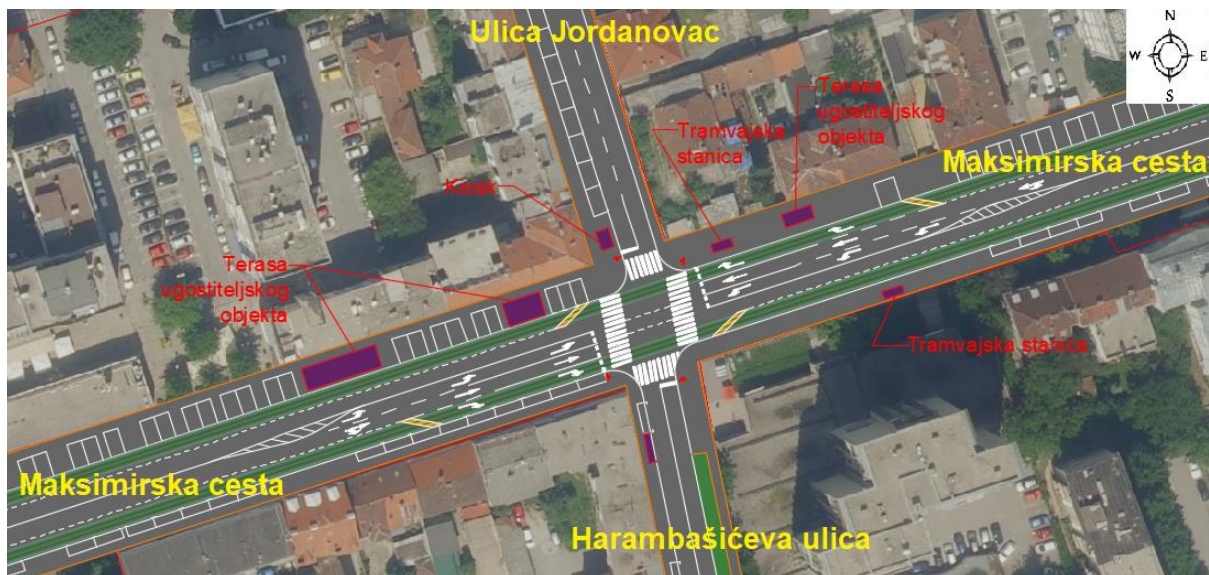 Ulica Jordanovac
N
W E
S
Terasa
ugostiteljskog
objekta
Tramvajska
stanica
Maksimirska cesta
Kiosk
Terasa
ugostiteljskog
objekta
Tramvajska stanica
Maksimirska cesta
Harambašićeva ulica